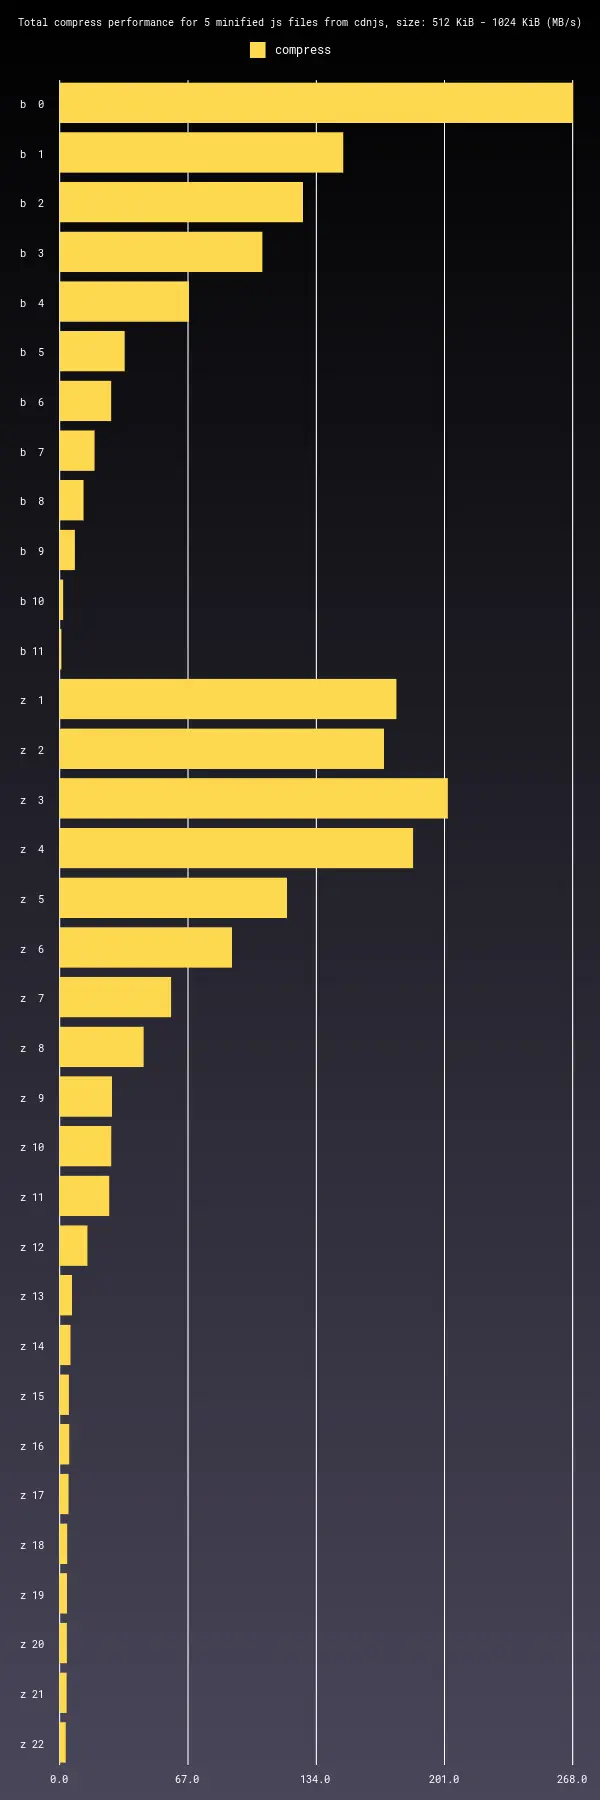 Total compress performance for 5 minified js files from cdnjs, size: 512 KiB - 1024 KiB (MB/s)
compress
b 0
b 1
b 2
b 3
b 4
b 5
b 6
b 7
b 8
b 9
b 10
b 11
z 1
z 2
z 3
z 4
z 5
z 6
z 7
z 8
z 9
z 10
z 11
z 12
z 13
z 14
z 15
z 16
z 17
z 18
z 19
z 20
z 21
z 22
0.0 67.0 134.0 201.0 268.0